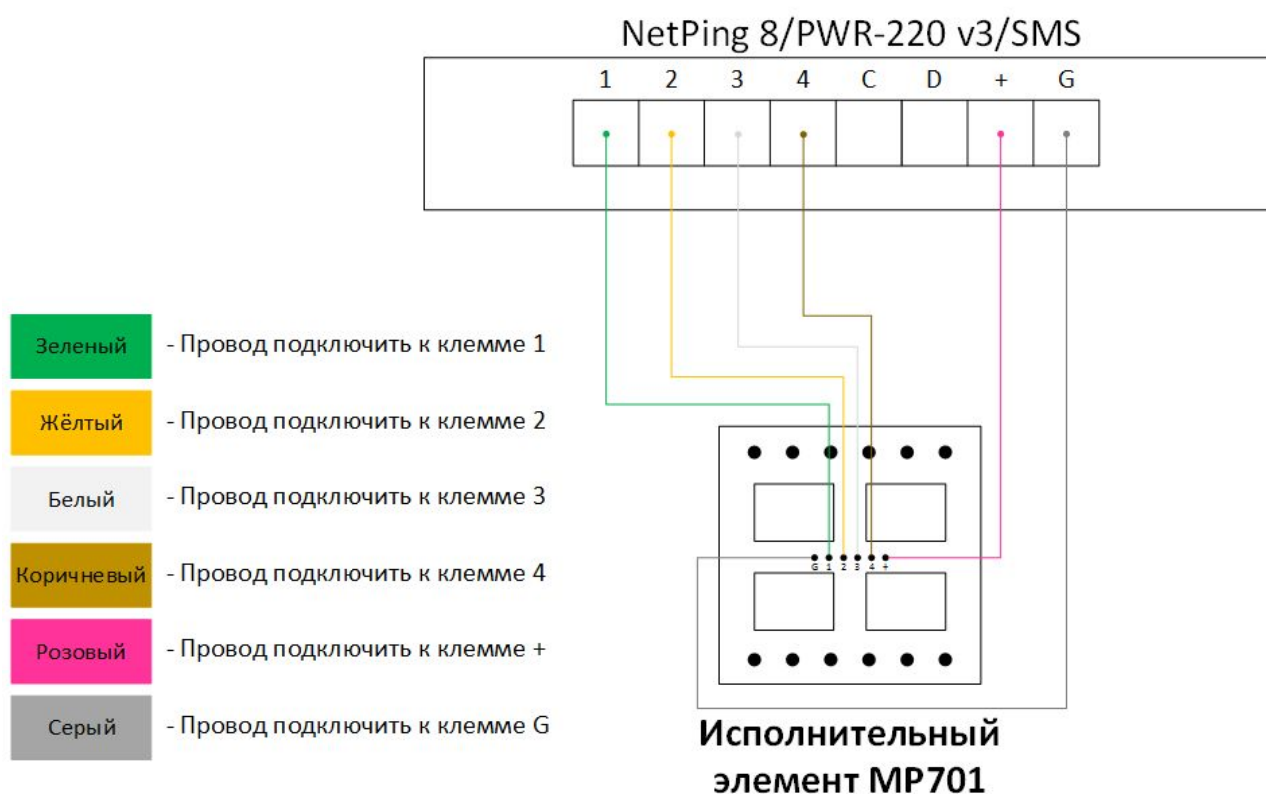 NetPing 8/PWR-220 v3/SMS
1 2 3 4 C D + G
Зеленый - Провод подключить к клемме 1
Жёлтый - Провод подключить к клемме 2
Белый - Провод подключить к клемме 3
Коричневый - Провод подключить к клемме 4
Розовый - Провод подключить к клемме +
Серый - Провод подключить к клемме G
G 1 2 3 4 +
Исполнительный
элемент MP701